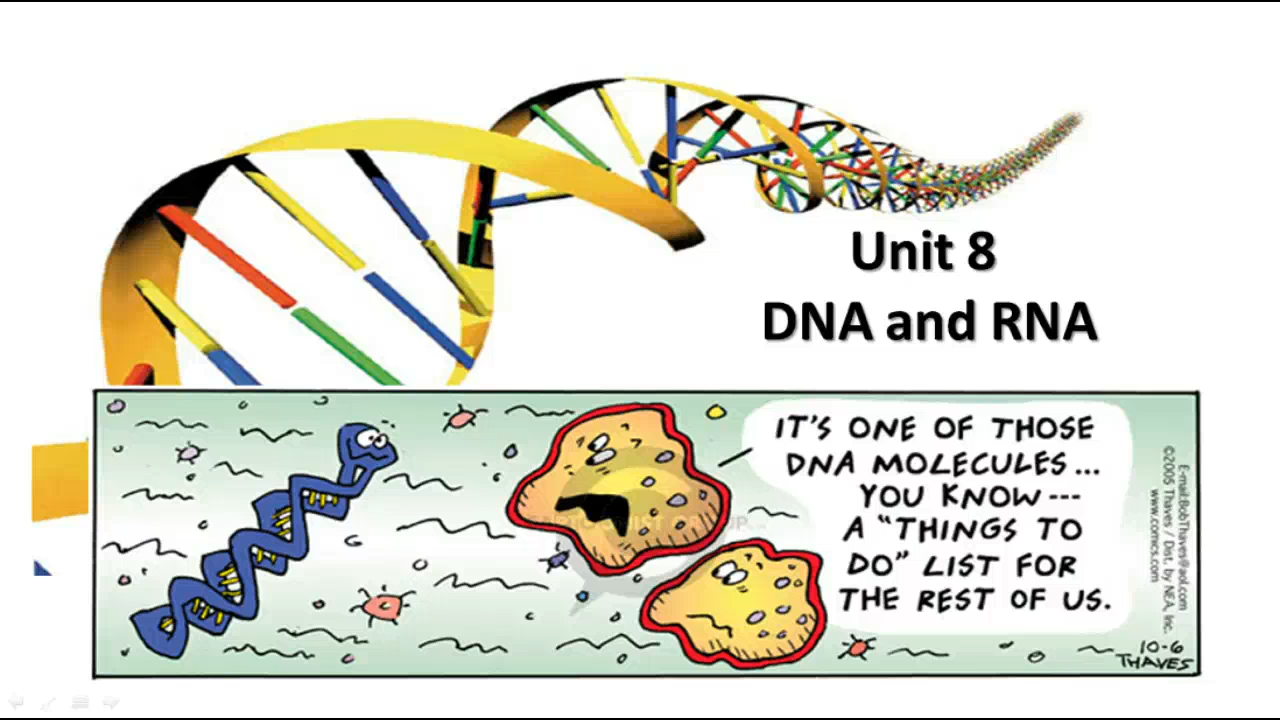 Unit 8
DNA and RNA
IT'S ONE OF THOSE
DNA MOLECULES...
YOU KNOW---
A "THINGS TO
DO" LIST FOR
THE REST OF US.
E-mail:BobThaves@aol.com
©2005 Thaves / Dist. by NEA, Inc.
www.comics.com
10-6
THAVES